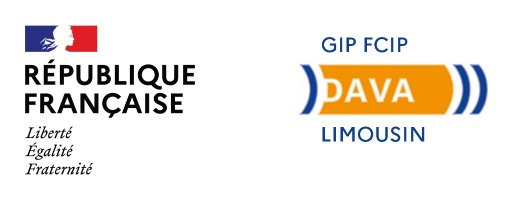 RÉPUBLIQUE
FRANÇAISE
Liberté
Égalité
Fraternité
GIP FCIP
DAVA
LIMOUSIN